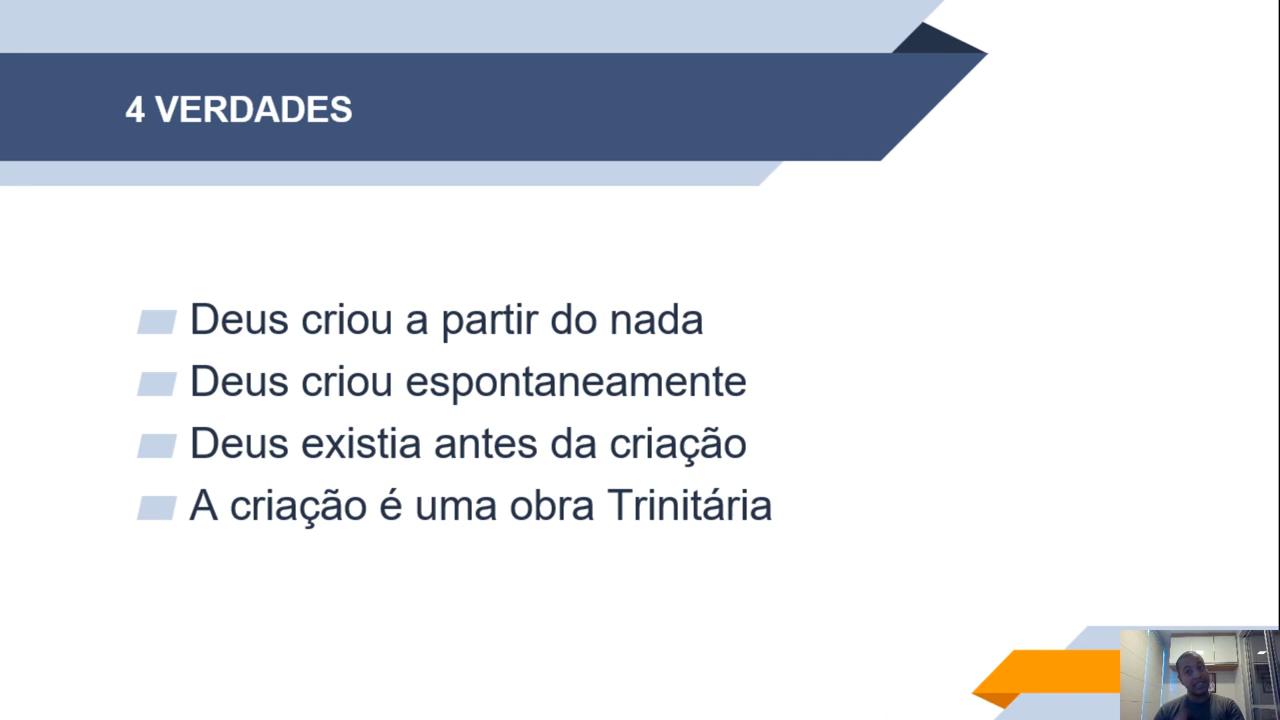 4 VERDADES
Deus criou a partir do nada
Deus criou espontaneamente
Deus existia antes da criação
A criação é uma obra Trinitária